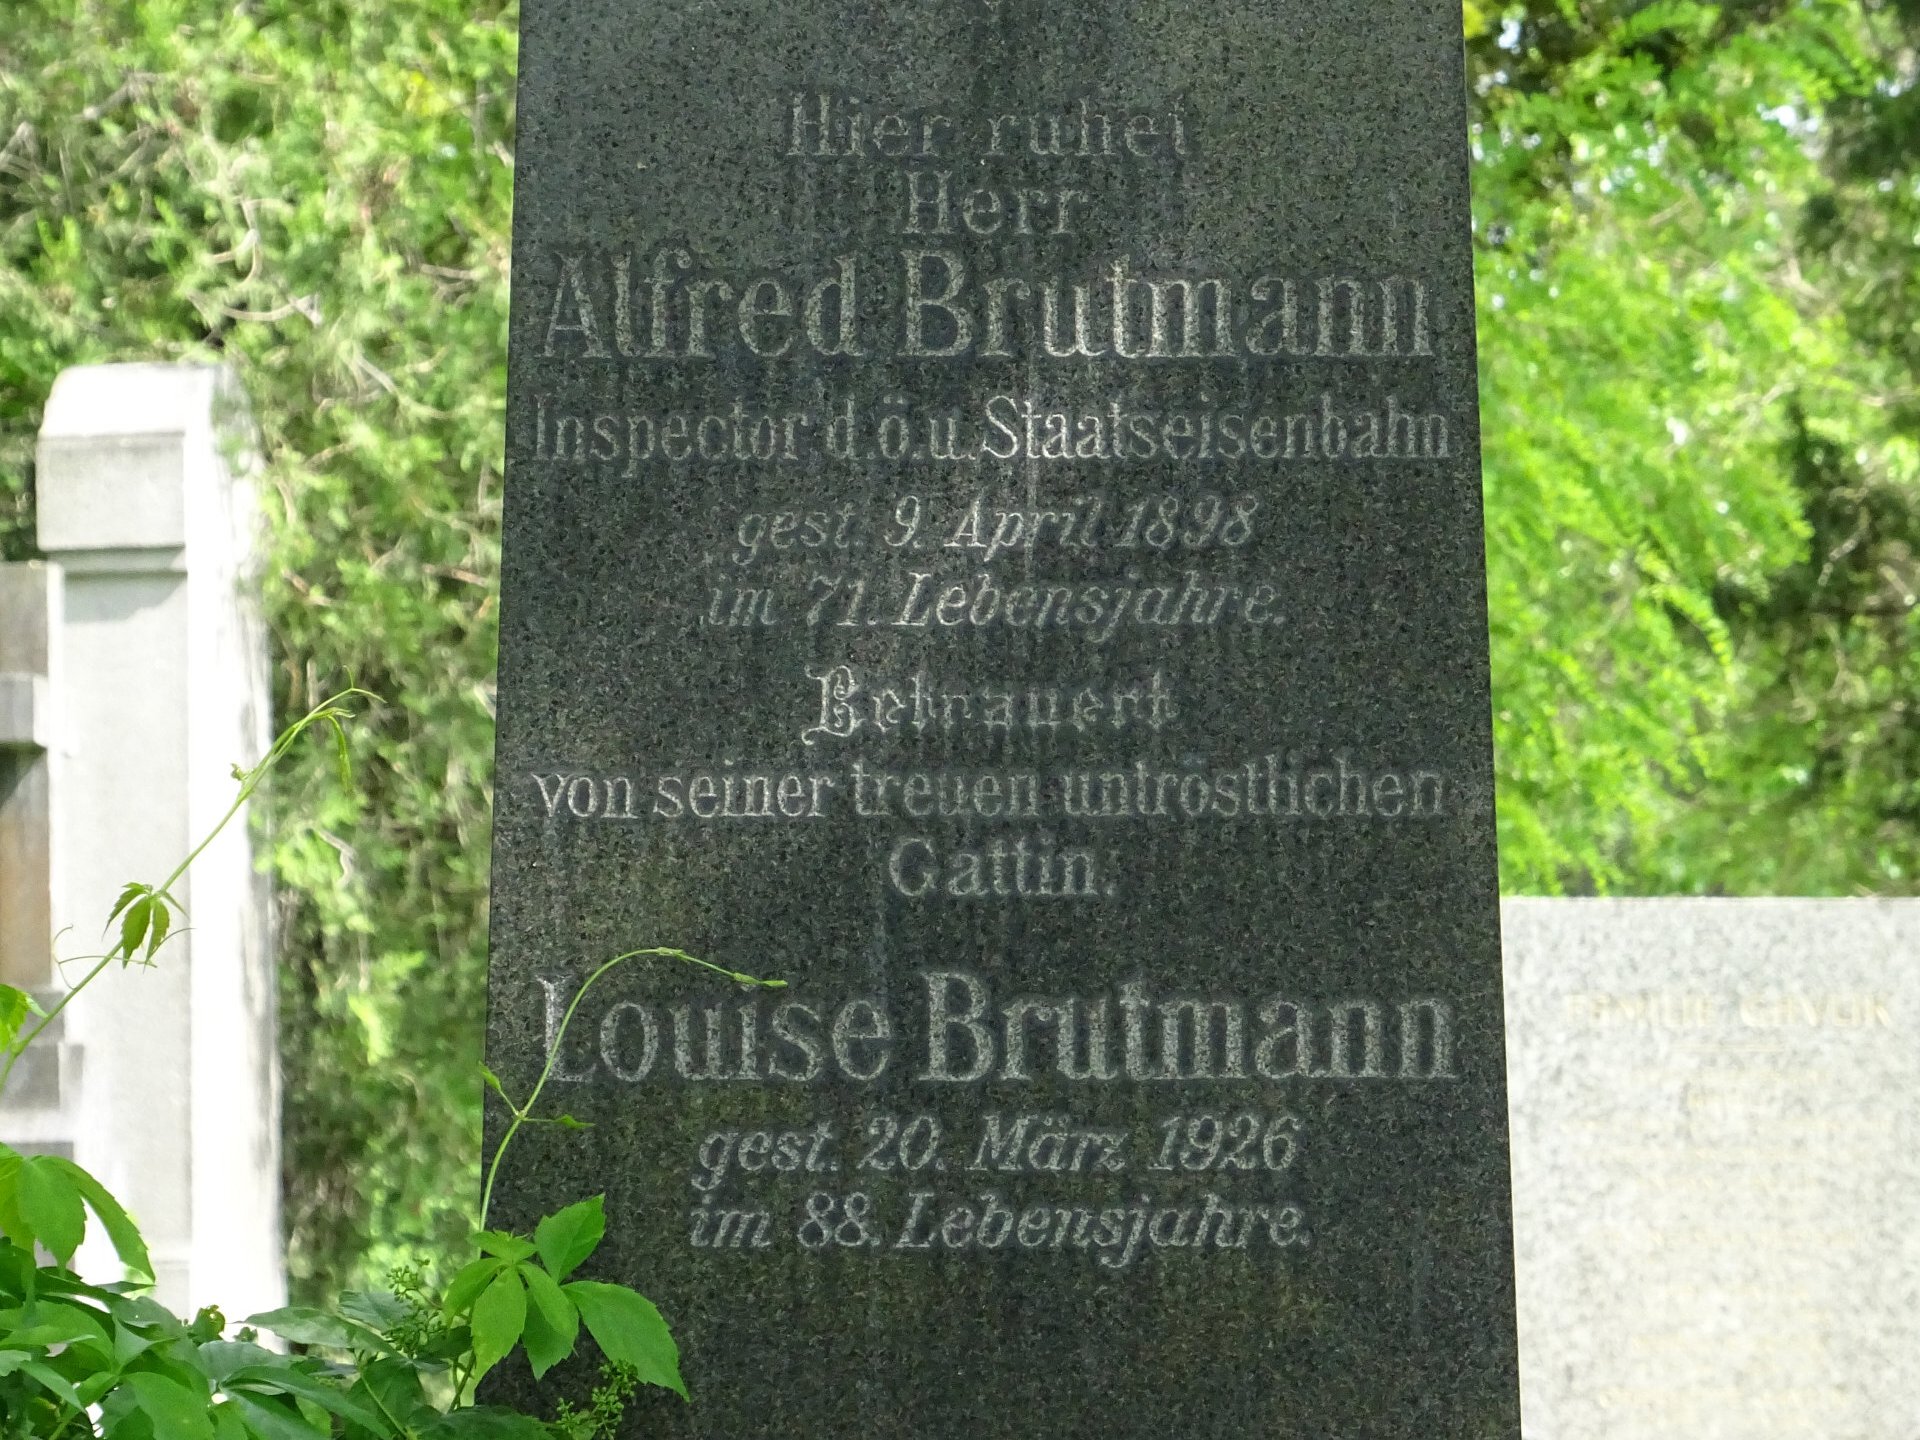 Hier ruhet
Herr
Alfred Brutmann
Inspector d. ö. u. Staatseisenbahn
gest. 9. April 1898
im 71. Lebensjahre.
Betrauert
von seiner treuen untröstlichen
Gattin.
Louise Brutmann
gest. 20. März 1926
im 88. Lebensjahre.
FAMILIE